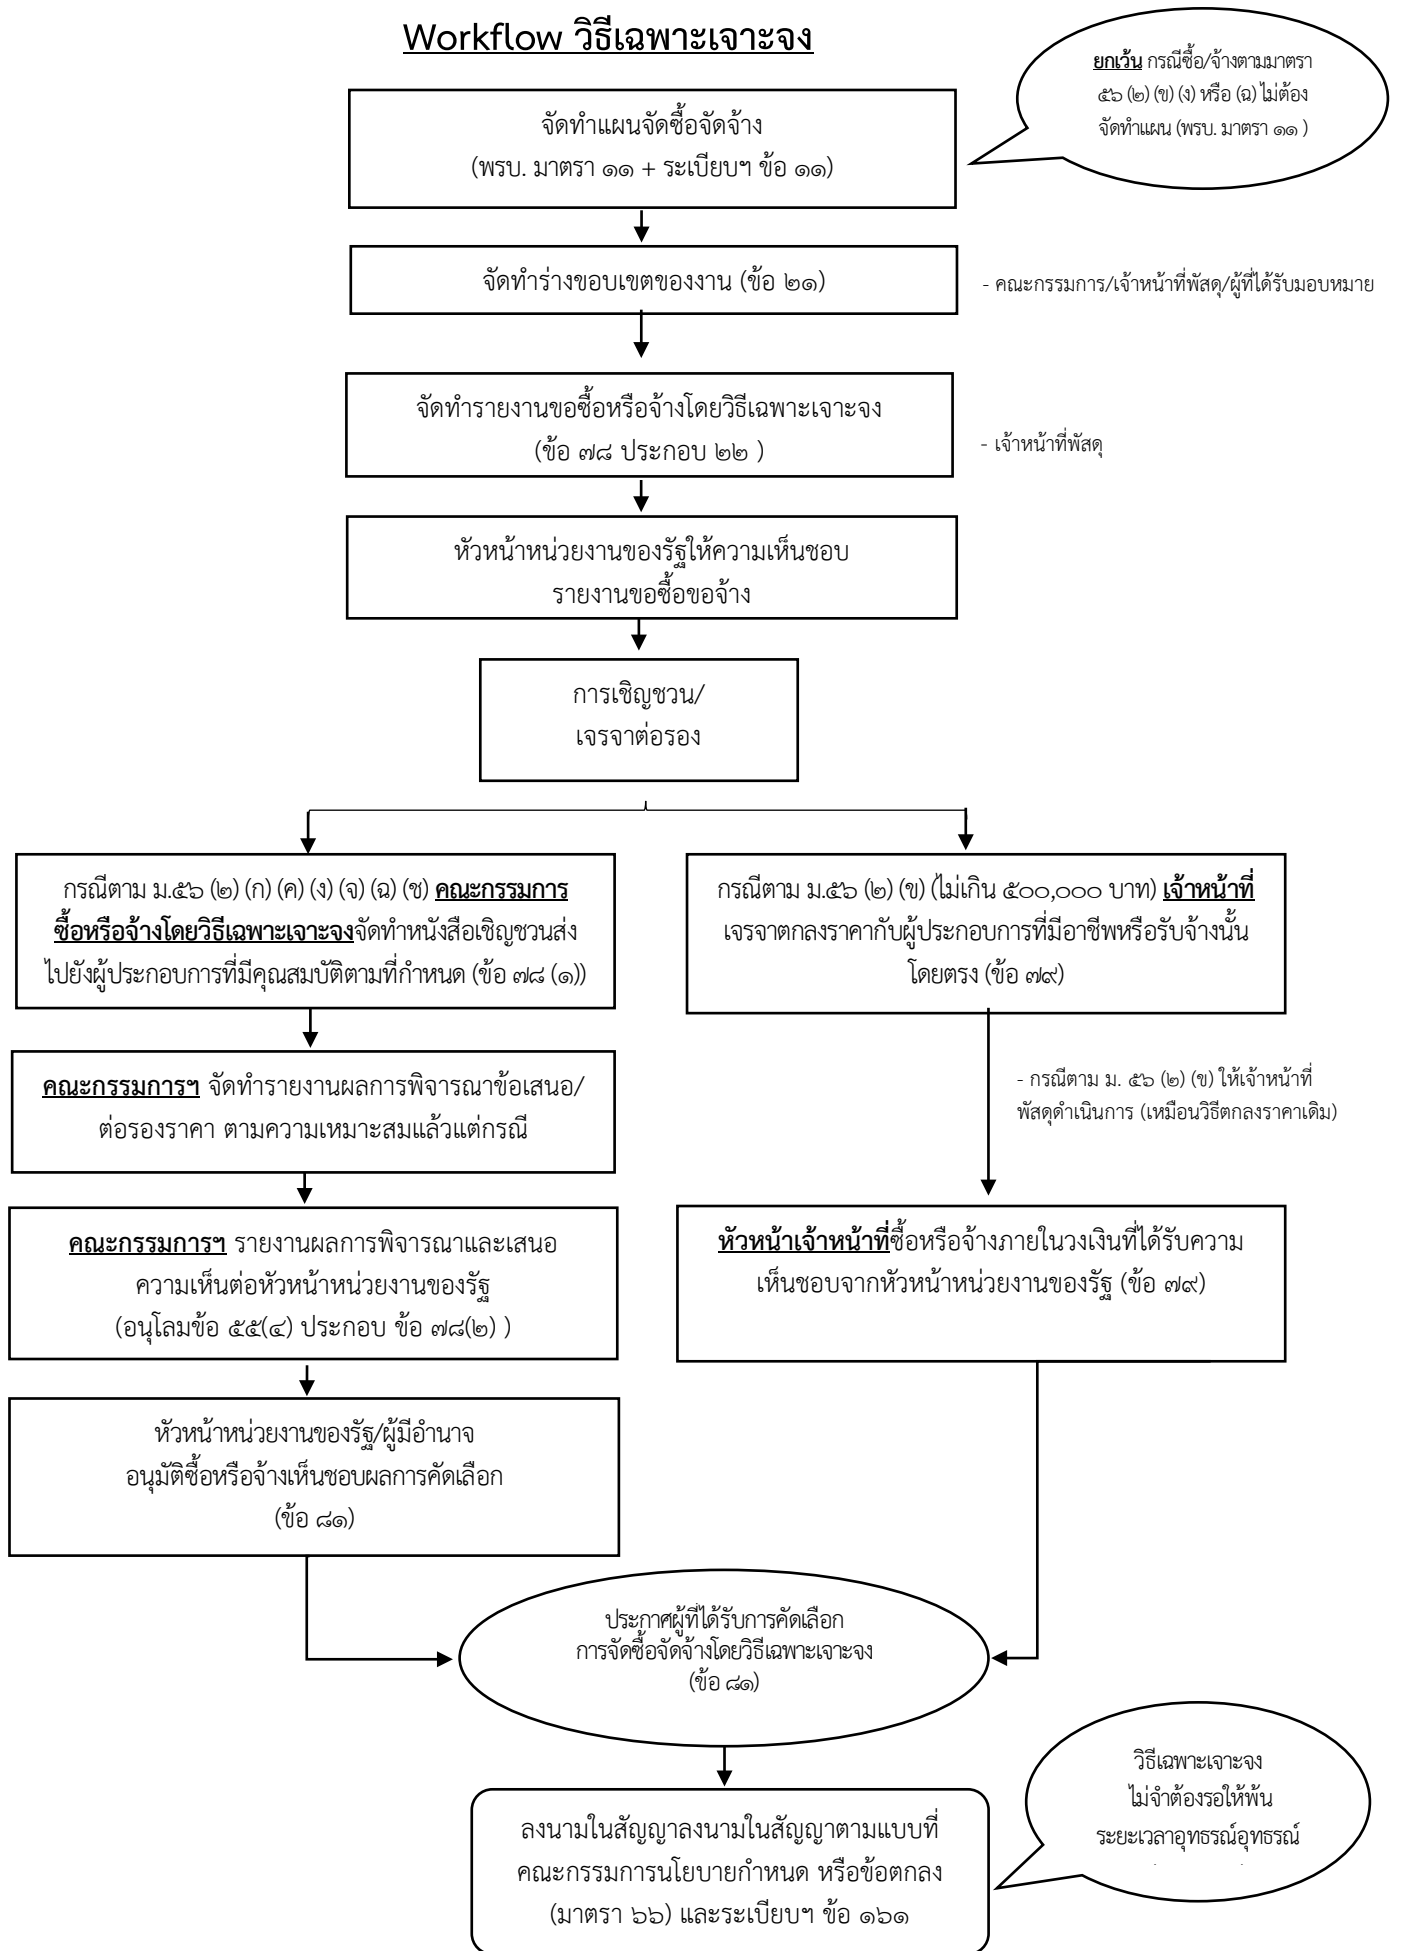 Workflow วิธีเฉพาะเจาะจง
ยกเว้น กรณีซื้อ/จ้างตามมาตรา
๕๖ (๒) (ข) (ง) หรือ (ฉ) ไม่ต้อง
จัดทำแผน (พรบ. มาตรา ๑๑ )
จัดทำแผนจัดซื้อจัดจ้าง
(พรบ. มาตรา ๑๑ + ระเบียบฯ ข้อ ๑๑)
จัดทำร่างขอบเขตของงาน (ข้อ ๒๑)
- คณะกรรมการ/เจ้าหน้าที่พัสดุ/ผู้ที่ได้รับมอบหมาย
จัดทำรายงานขอซื้อหรือจ้างโดยวิธีเฉพาะเจาะจง
(ข้อ ๗๘ ประกอบ ๒๒ )
- เจ้าหน้าที่พัสดุ
หัวหน้าหน่วยงานของรัฐให้ความเห็นชอบ
รายงานขอซื้อขอจ้าง
การเชิญชวน/
เจรจาต่อรอง
กรณีตาม ม.๕๖ (๒) (ก) (ค) (ง) (จ) (ฉ) (ช) คณะกรรมการ
ซื้อหรือจ้างโดยวิธีเฉพาะเจาะจงจัดทำหนังสือเชิญชวนส่ง
ไปยังผู้ประกอบการที่มีคุณสมบัติตามที่กำหนด (ข้อ ๗๘ (๑))
กรณีตาม ม.๕๖ (๒) (ข) (ไม่เกิน ๕๐๐,๐๐๐ บาท) เจ้าหน้าที่
เจรจาตกลงราคากับผู้ประกอบการที่มีอาชีพหรือรับจ้างนั้น
โดยตรง (ข้อ ๗๙)
คณะกรรมการฯ จัดทำรายงานผลการพิจารณาข้อเสนอ/
ต่อรองราคา ตามความเหมาะสมแล้วแต่กรณี
- กรณีตาม ม. ๕๖ (๒) (ข) ให้เจ้าหน้าที่
พัสดุดำเนินการ (เหมือนวิธีตกลงราคาเดิม)
คณะกรรมการฯ รายงานผลการพิจารณาและเสนอ
ความเห็นต่อหัวหน้าหน่วยงานของรัฐ
(อนุโลมข้อ ๕๕(๔) ประกอบ ข้อ ๗๘(๒) )
หัวหน้าเจ้าหน้าที่ซื้อหรือจ้างภายในวงเงินที่ได้รับความ
เห็นชอบจากหัวหน้าหน่วยงานของรัฐ (ข้อ ๗๙)
หัวหน้าหน่วยงานของรัฐ/ผู้มีอำนาจ
อนุมัติซื้อหรือจ้างเห็นชอบผลการคัดเลือก
(ข้อ ๘๑)
ประกาศผู้ที่ได้รับการคัดเลือก
การจัดซื้อจัดจ้างโดยวิธีเฉพาะเจาะจง
(ข้อ ๘๑)
วิธีเฉพาะเจาะจง
ไม่จำต้องรอให้พ้น
ระยะเวลาอุทธรณ์อุทธรณ์
ลงนามในสัญญาลงนามในสัญญาตามแบบที่
คณะกรรมการนโยบายกำหนด หรือข้อตกลง
(มาตรา ๖๖) และระเบียบฯ ข้อ ๑๖๑